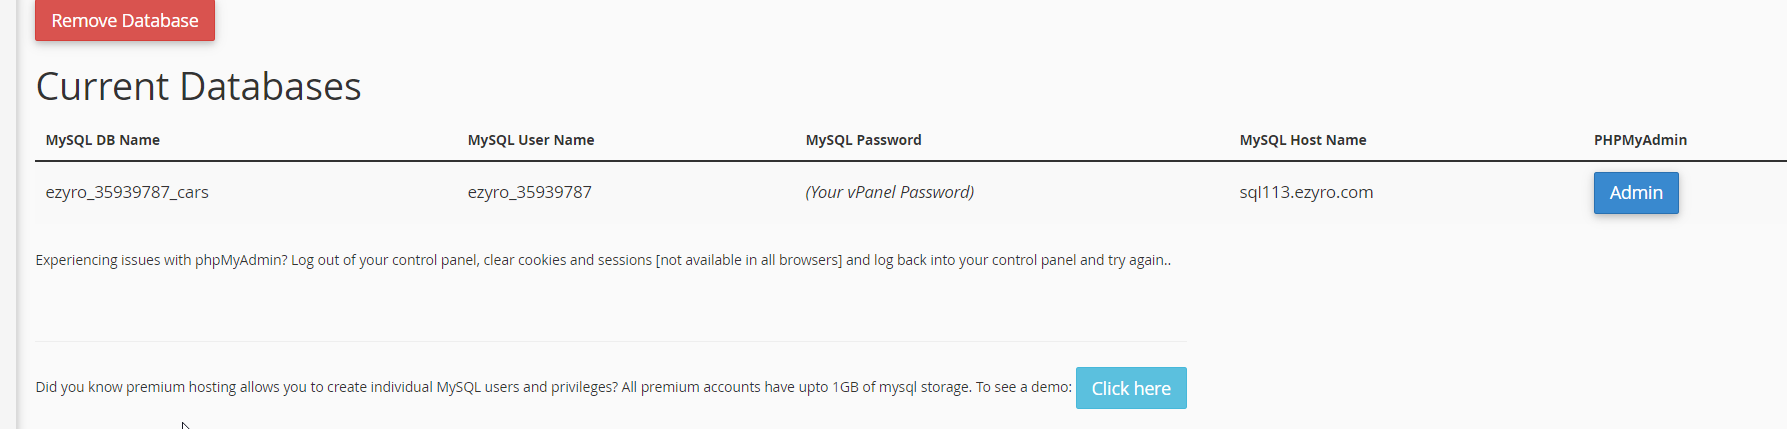 Remove Database
Current Databases
MySQL DB Name MySQL User Name MySQL Password MySQL Host Name PHPMyAdmin
ezyro_35939787_cars ezyro_35939787 (Your vPanel Password) sql113.ezyro.com Admin
Experiencing issues with phpMyAdmin? Log out of your control panel, clear cookies and sessions [not available in all browsers] and log back into your control panel and try again..
Did you know premium hosting allows you to create individual MySQL users and privileges? All premium accounts have upto 1GB of mysql storage. To see a demo: Click here